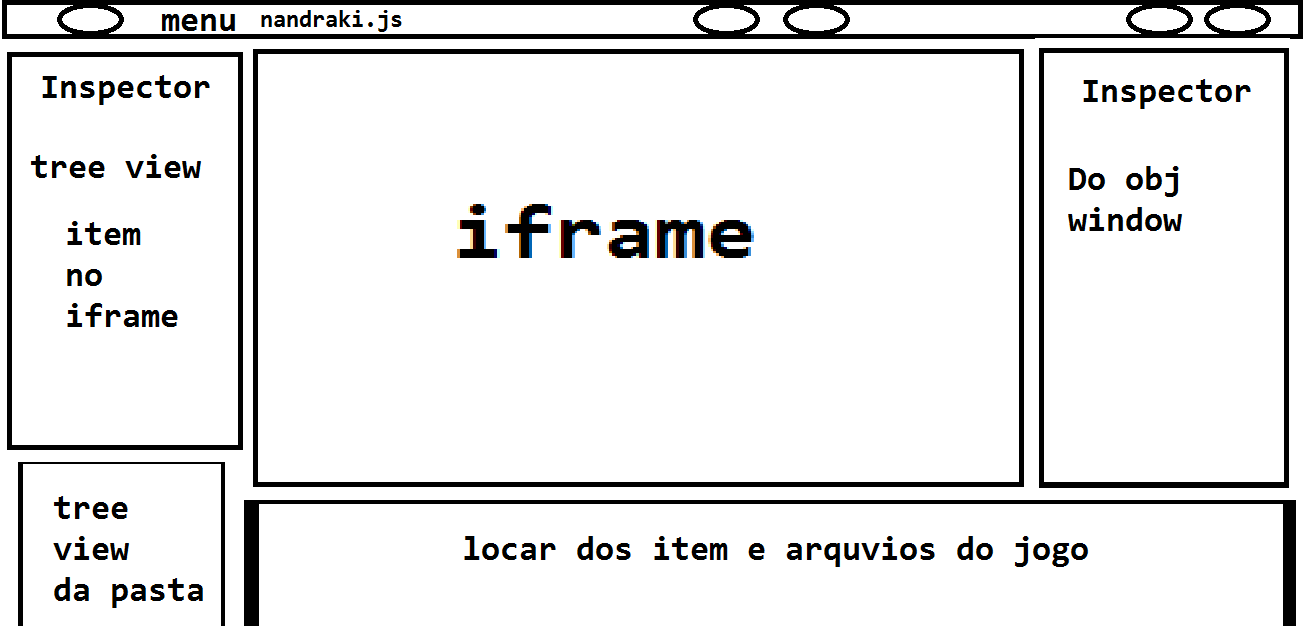 menu nandraki.js
Inspector
tree view
item
no
iframe
iframe
Inspector
Do obj
window
tree
view
da pasta
locar dos item e arquvios do jogo